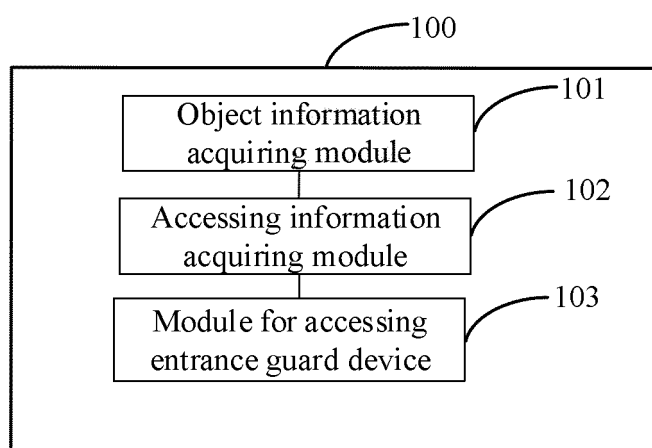 100
101
Object information
acquiring module
102
Accessing information
acquiring module
103
Module for accessing
entrance guard device